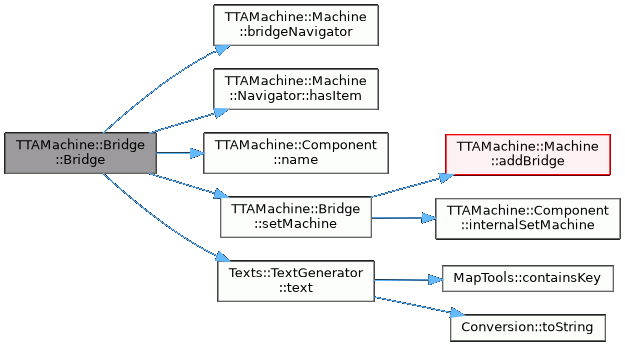 TTAMachine::Machine
::bridgeNavigator
TTAMachine::Machine
::Navigator::hasItem
TTAMachine::Bridge
::Bridge
TTAMachine::Component
::name
TTAMachine::Machine
::addBridge
TTAMachine::Bridge
::setMachine
TTAMachine::Component
::internalSetMachine
Texts::TextGenerator
::text
MapTools::containsKey
Conversion::toString